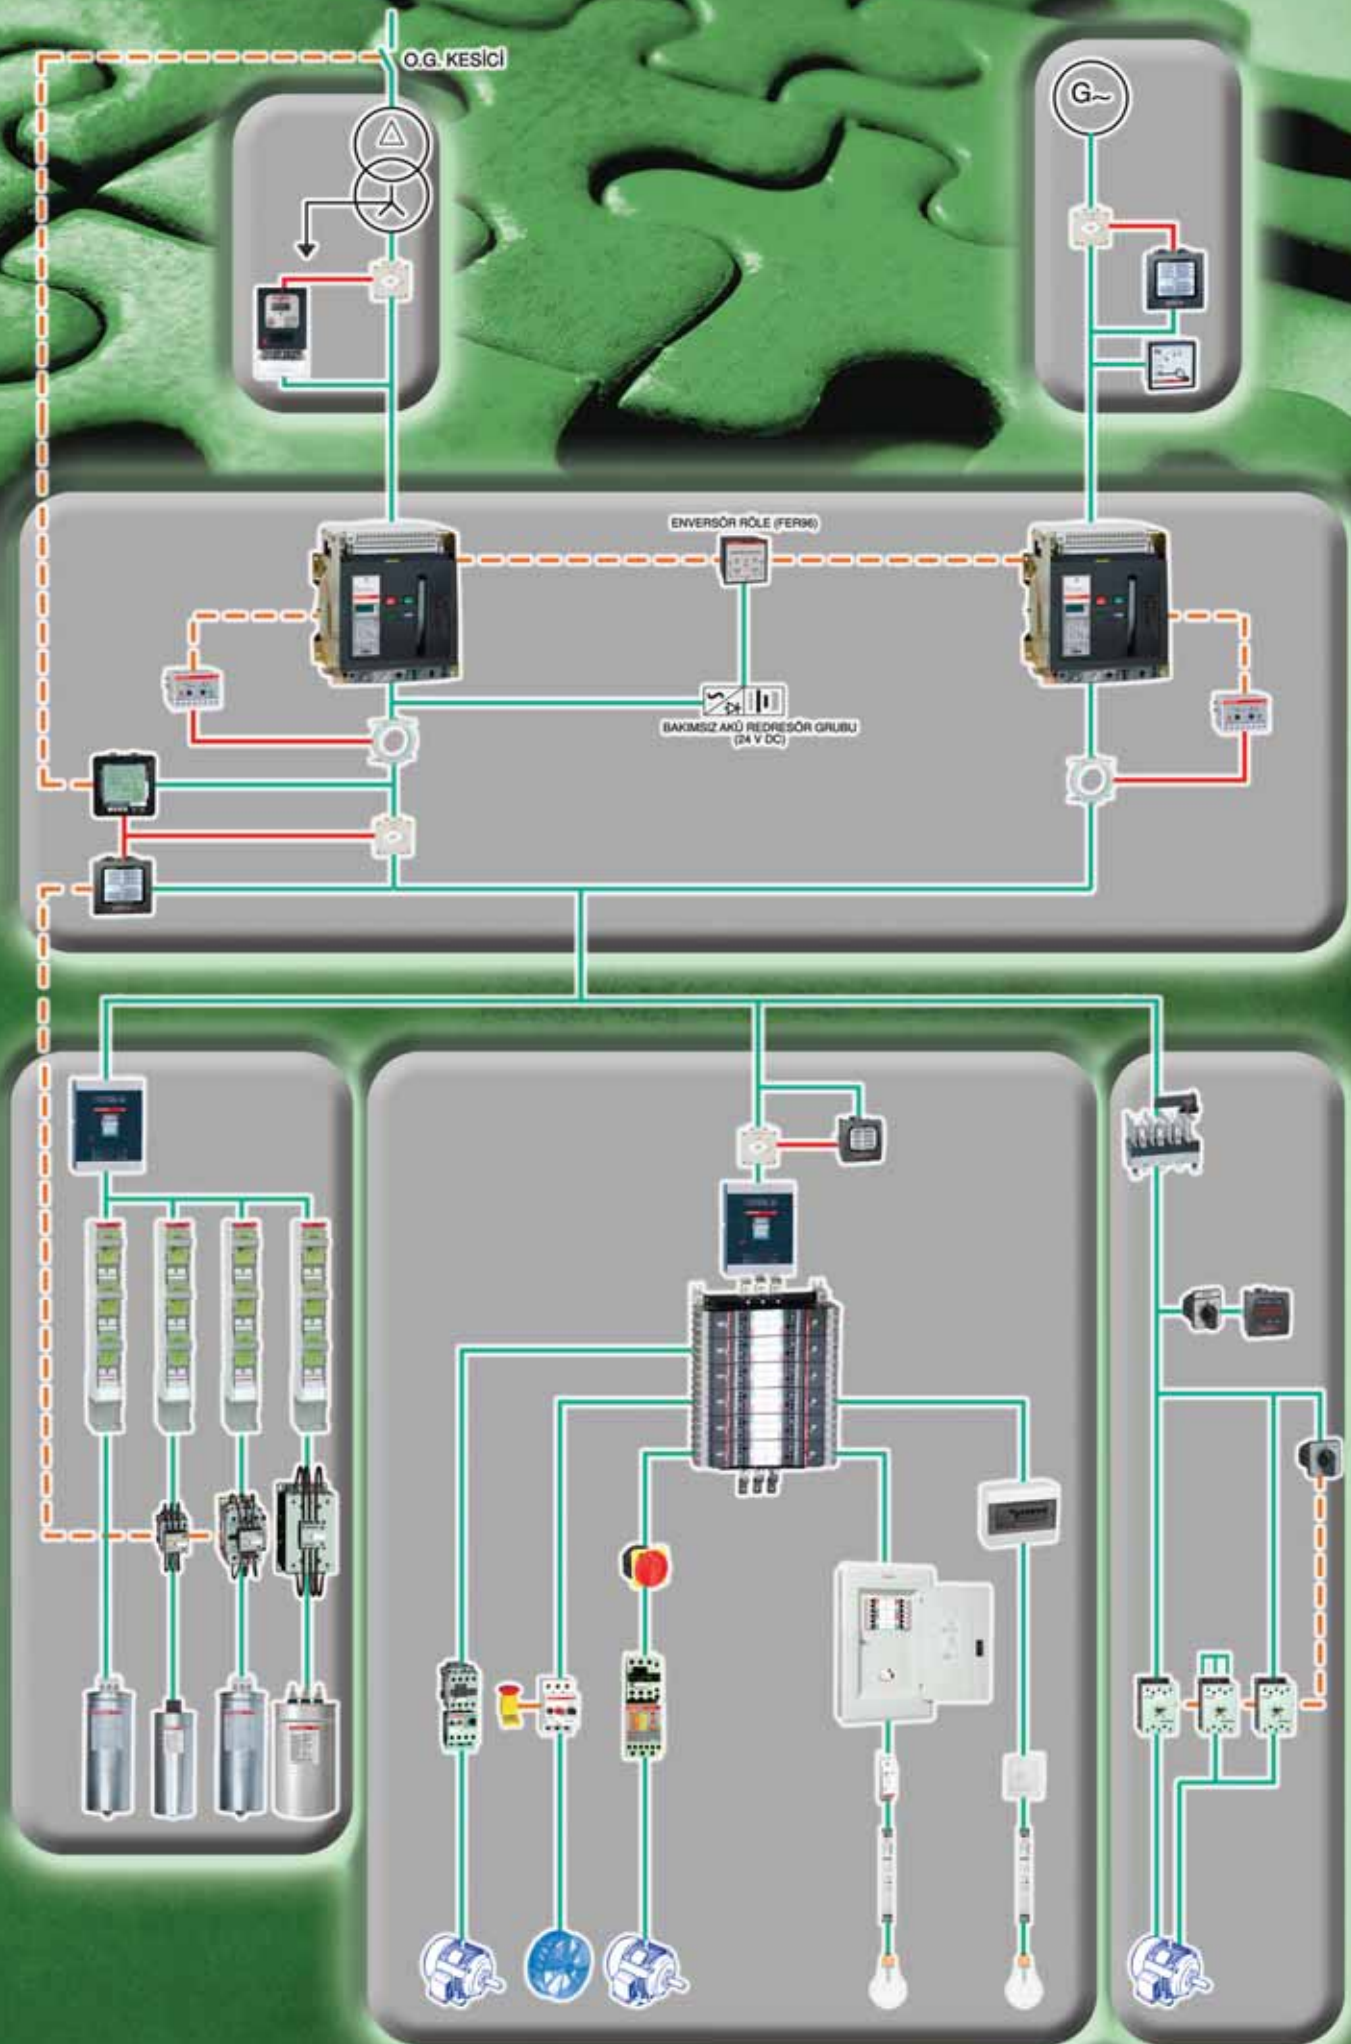 O.G. KESİCİ
G~
ENVERSÖR RÖLE (FER96)
BAKIMSIZ AKÜ REDRESÖR GRUBU
(24 V DC)